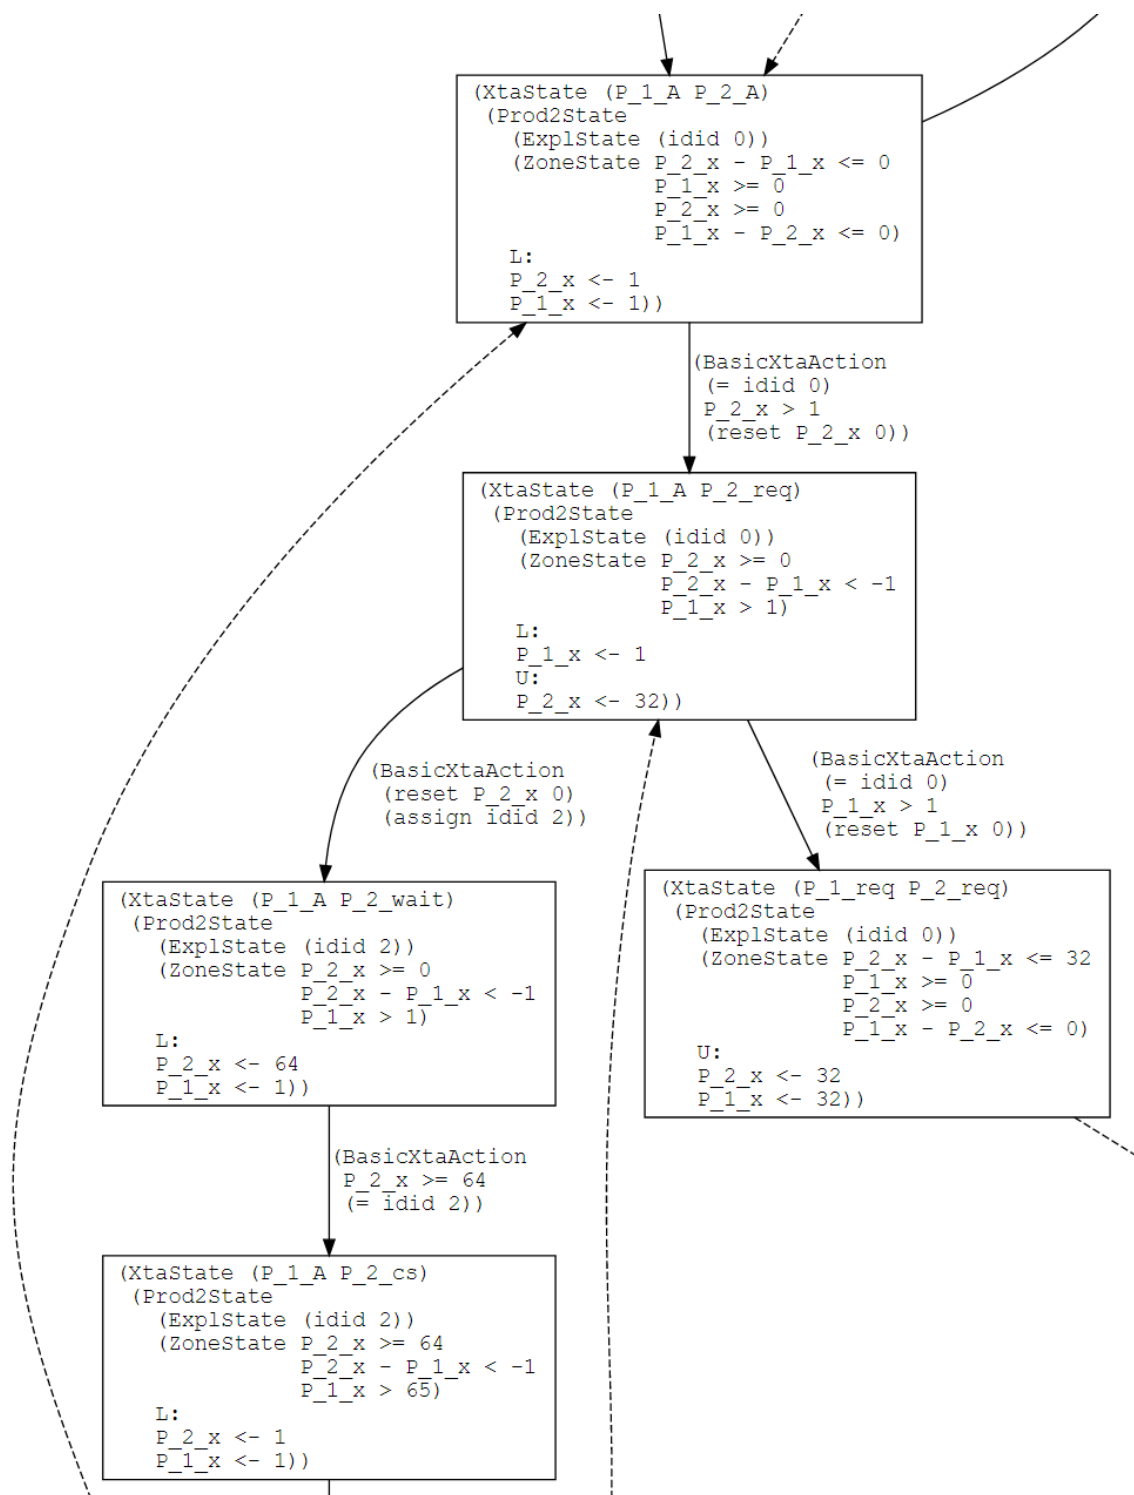 (XtaState (P_1_A P_2_A)
(Prod2State
(ExplState (idid 0))
(ZoneState P_2_x - P_1_x <= 0
P_1_x >= 0
P_2_x >= 0
P_1_x - P_2_x <= 0)
L:
P_2_x <- 1
P_1_x <- 1))
(BasicXtaAction
(= idid 0)
P_2_x > 1
(reset P_2_x 0))
(XtaState (P_1_A P_2_req)
(Prod2State
(ExplState (idid 0))
(ZoneState P_2_x >= 0
P_2_x - P_1_x < -1
P_1_x > 1)
L:
P_1_x <- 1
U:
P_2_x <- 32))
(BasicXtaAction
(reset P_2_x 0)
(assign idid 2))
(BasicXtaAction
(= idid 0)
P_1_x > 1
(reset P_1_x 0))
(XtaState (P_1_A P_2_wait)
(Prod2State
(ExplState (idid 2))
(ZoneState P_2_x >= 0
P_2_x - P_1_x < -1
P_1_x > 1)
L:
P_2_x <- 64
P_1_x <- 1))
(XtaState (P_1_req P_2_req)
(Prod2State
(ExplState (idid 0))
(ZoneState P_2_x - P_1_x <= 32
P_1_x >= 0
P_2_x >= 0
P_1_x - P_2_x <= 0)
U:
P_2_x <- 32
P_1_x <- 32))
(BasicXtaAction
P_2_x >= 64
(= idid 2))
(XtaState (P_1_A P_2_cs)
(Prod2State
(ExplState (idid 2))
(ZoneState P_2_x >= 64
P_2_x - P_1_x < -1
P_1_x > 65)
L:
P_2_x <- 1
P_1_x <- 1))